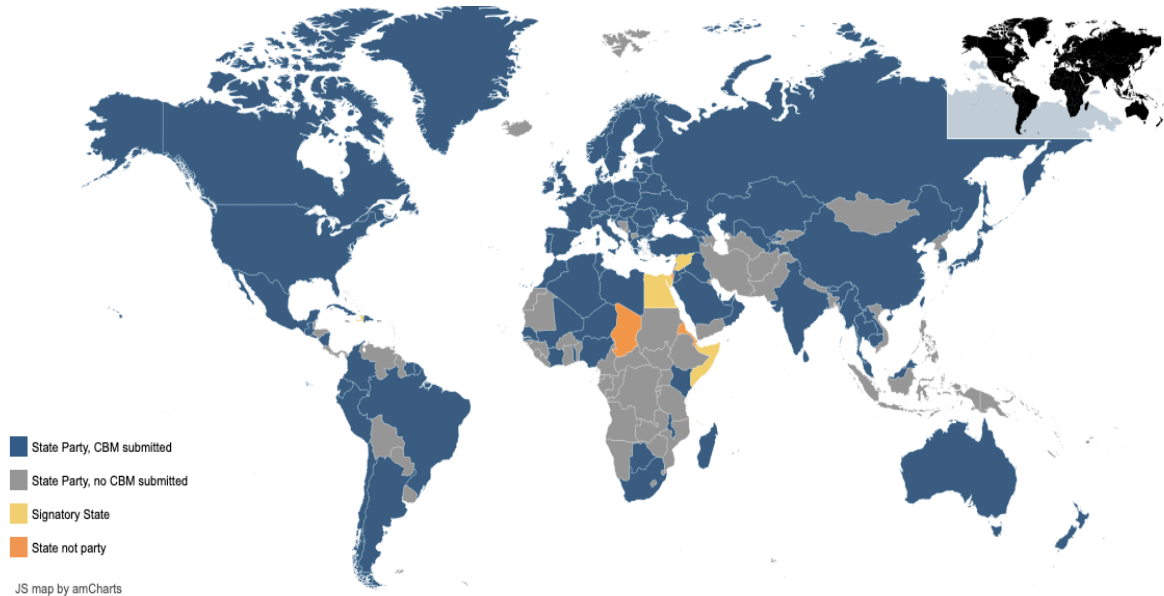 State Party, CBM submitted
State Party, no CBM submitted
Signatory State
State not party
JS map by amCharts